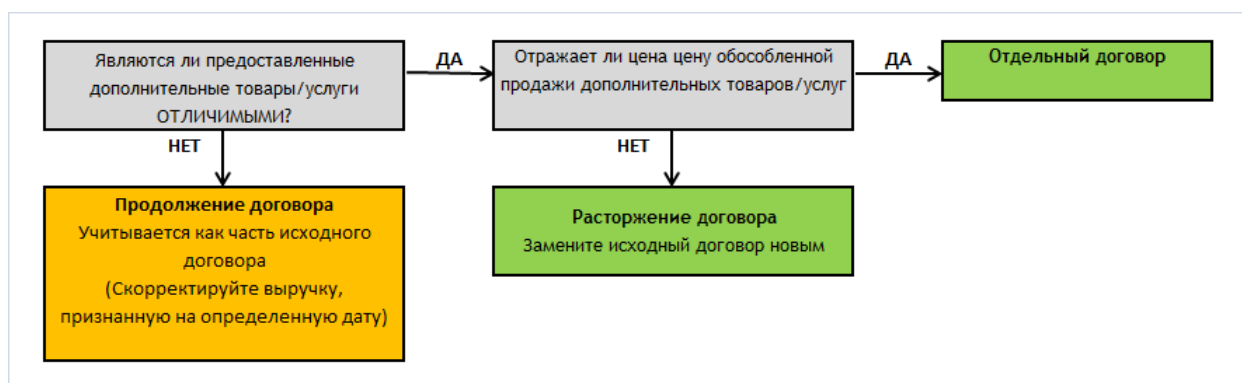 Являются ли предоставленные
дополнительные товары/услуги
ОТЛИЧИМЫМИ?
ДА
Отражает ли цена цену обособленной
продажи дополнительных товаров/услуг
ДА
Отдельный договор
НЕТ
НЕТ
Продолжение договора
Учитывается как часть исходного
договора
(Скорректируйте выручку,
признанную на определенную дату)
Расторжение договора
Замените исходный договор новым